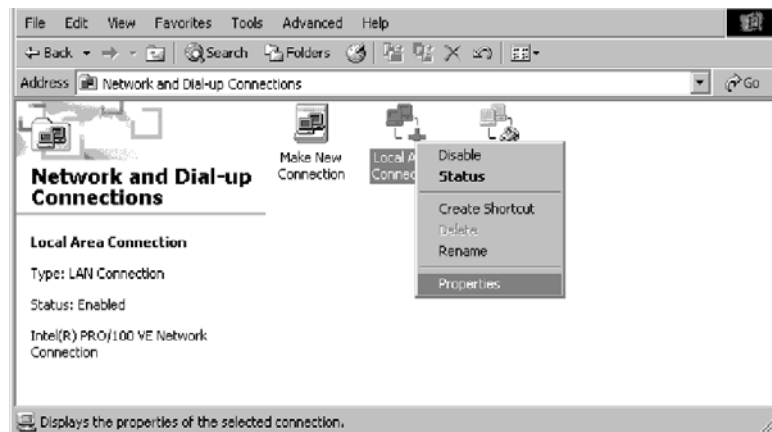 File Edit View Favorites Tools Advanced Help
Back Search Folders
Address Network and Dial-up Connections Go
Network and Dial-up
Connections
Local Area Connection
Type: LAN Connection
Status: Enabled
Intel(R) PRO/100 VE Network
Connection
Make New
Connection
Local A
Connec
Disable
Status
Create Shortcut
Delete
Rename
Properties
Displays the properties of the selected connection.